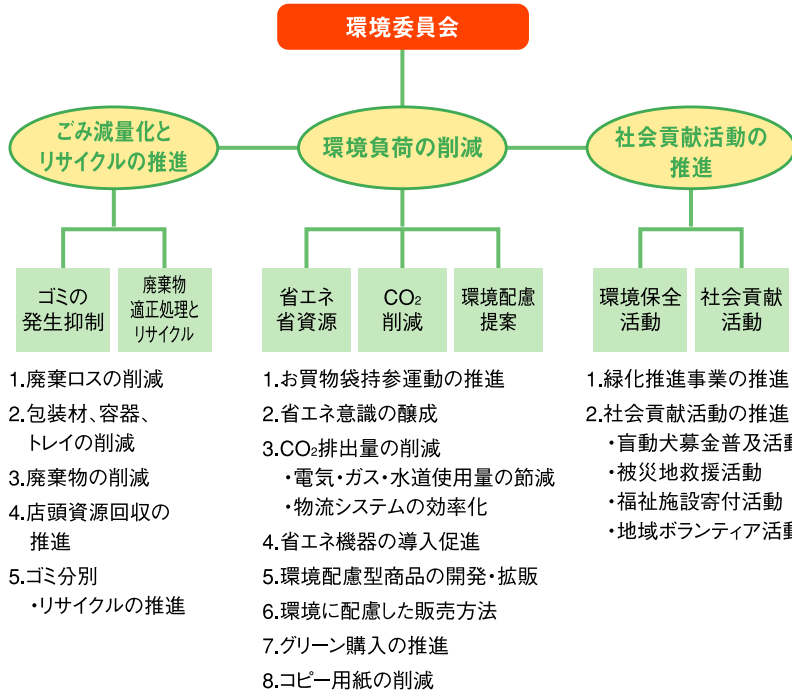 環境委員会
ごみ減量化と
リサイクルの推進
環境負荷の削減
社会貢献活動の
推進
ゴミの
発生抑制
廃棄物
適正処理と
リサイクル
省エネ
省資源
CO₂
削減
環境配慮
提案
環境保全
活動
社会貢献
活動
1.廃棄ロスの削減
2.包装材、容器、
トレイの削減
3.廃棄物の削減
4.店頭資源回収の
推進
5.ゴミ分別
・リサイクルの推進
1.お買物袋持参運動の推進
2.省エネ意識の醸成
3.CO₂排出量の削減
・電気・ガス・水道使用量の節減
・物流システムの効率化
4.省エネ機器の導入促進
5.環境配慮型商品の開発・拡販
6.環境に配慮した販売方法
7.グリーン購入の推進
8.コピー用紙の削減
1.緑化推進事業の推進
2.社会貢献活動の推進
・盲動犬募金普及活動
・被災地救援活動
・福祉施設寄付活動
・地域ボランティア活動